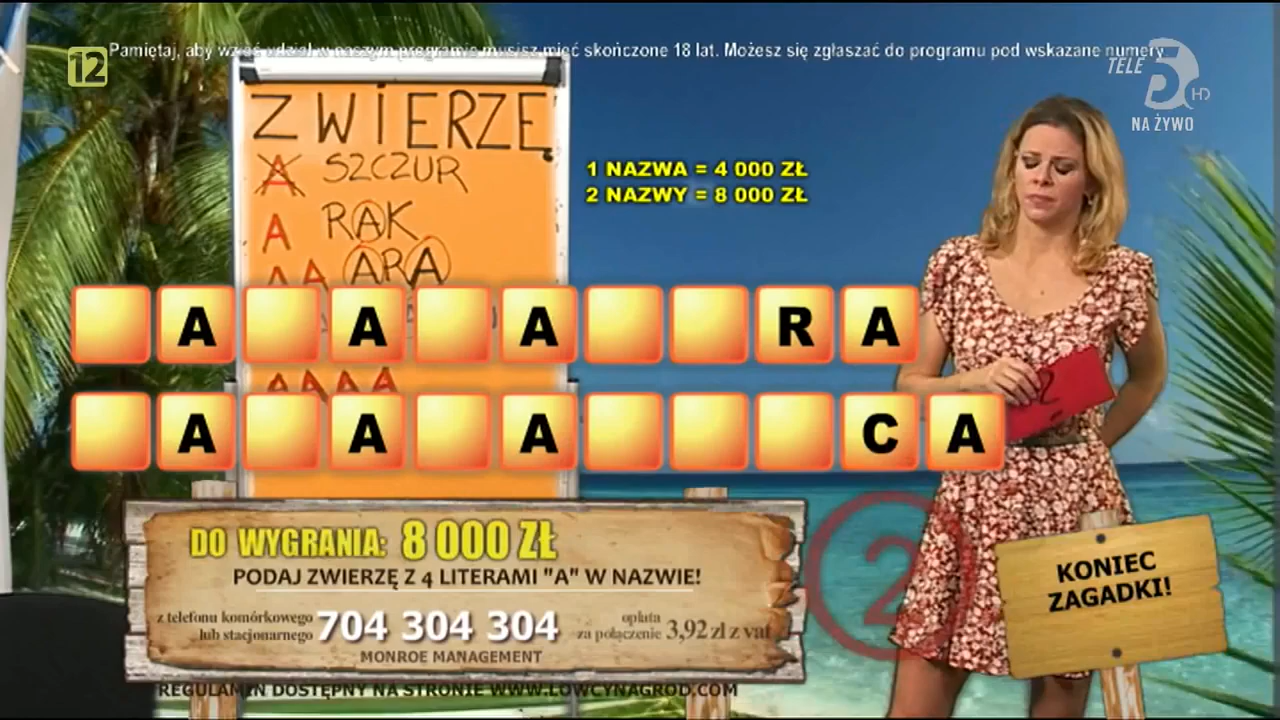 Pamiętaj, aby wziąć udział w naszym programie musisz mieć skończone 18 lat. Możesz się zgłaszać do programu pod wskazane numery
12
TELE 5 HD
NA ŻYWO
ZWIERZĘ
A SZCZUR
A RAK
AA ARA
1 NAZWA = 4 000 ZŁ
2 NAZWY = 8 000 ZŁ
A A A R A
AAAA
A A A C A
DO WYGRANIA: 8 000 ZŁ
PODAJ ZWIERZĘ Z 4 LITERAMI "A" W NAZWIE!
z telefonu komórkowego
lub stacjonarnego
704 304 304
opłata
za połączenie 3,92 zł z vat
MONROE MANAGEMENT
REGULAMIN DOSTĘPNY NA STRONIE WWW.LOWCYNAGROD.COM
2
KONIEC
ZAGADKI!